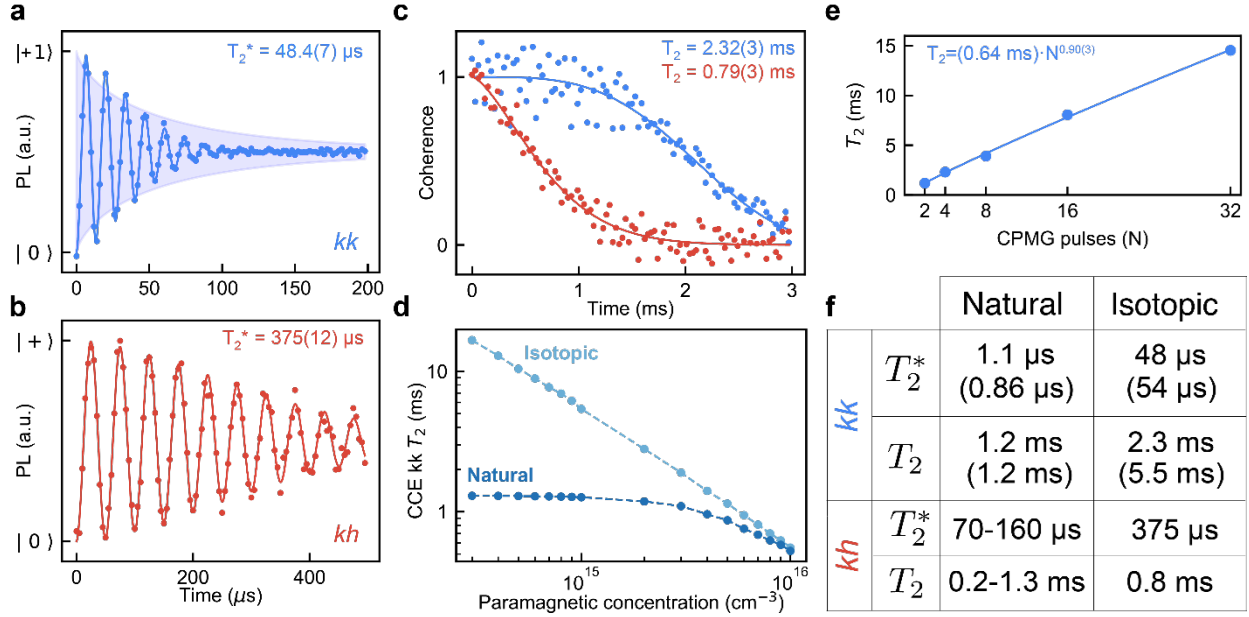 a
T₂* = 48.4(7) μs
|+1⟩
PL (a.u.)
|0⟩
kk
0 50 100 150 200
b
T₂* = 375(12) μs
|+⟩
PL (a.u.)
|0⟩
kh
0 200 400
Time (μs)
c
T₂ = 2.32(3) ms
T₂ = 0.79(3) ms
1
Coherence
0
0 1 2 3
Time (ms)
d
Isotopic
10
CCE kk T₂ (ms)
Natural
1
10¹⁵ 10¹⁶
Paramagnetic concentration (cm⁻³)
e
15
T₂=(0.64 ms)·N^0.90(3)
10
T₂ (ms)
5
0
2 4 8 16 32
CPMG pulses (N)
f
Natural Isotopic
kk
T₂* 1.1 μs 48 μs
(0.86 μs) (54 μs)
T₂ 1.2 ms 2.3 ms
(1.2 ms) (5.5 ms)
kh
T₂* 70-160 μs 375 μs
T₂ 0.2-1.3 ms 0.8 ms